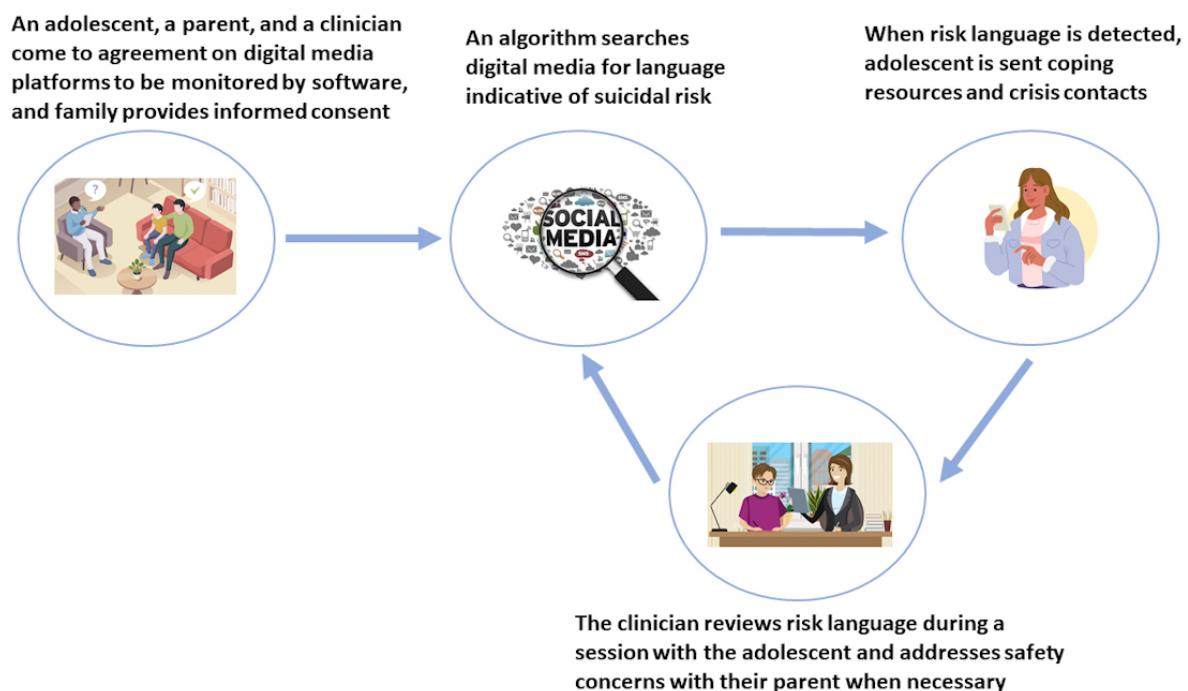 An adolescent, a parent, and a clinician
come to agreement on digital media
platforms to be monitored by software,
and family provides informed consent
An algorithm searches
digital media for language
indicative of suicidal risk
When risk language is detected,
adolescent is sent coping
resources and crisis contacts
?
SOCIAL
MEDIA
SMS
SMS
The clinician reviews risk language during a
session with the adolescent and addresses safety
concerns with their parent when necessary